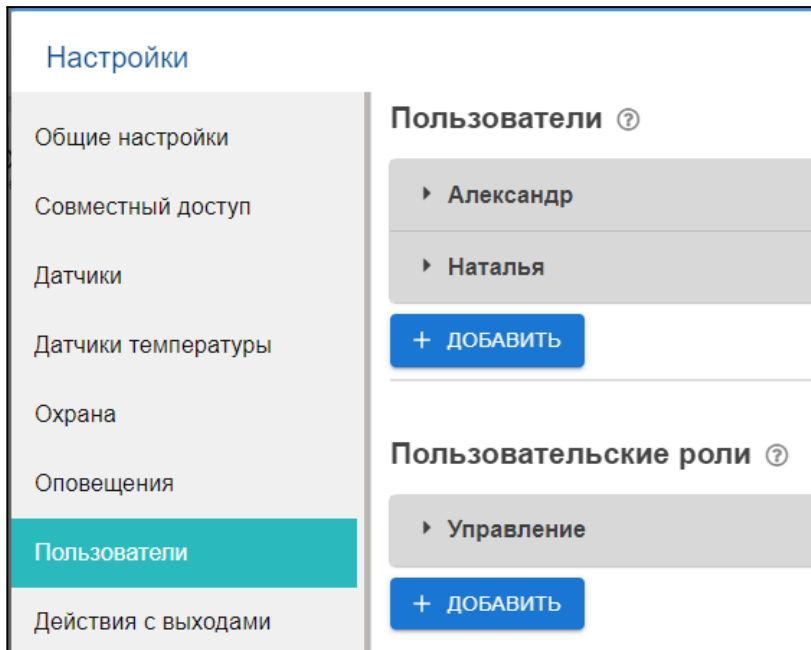 Настройки
Общие настройки
Совместный доступ
Датчики
Датчики температуры
Охрана
Оповещения
Пользователи
Действия с выходами
Пользователи
Александр
Наталья
+ ДОБАВИТЬ
Пользовательские роли
Управление
+ ДОБАВИТЬ